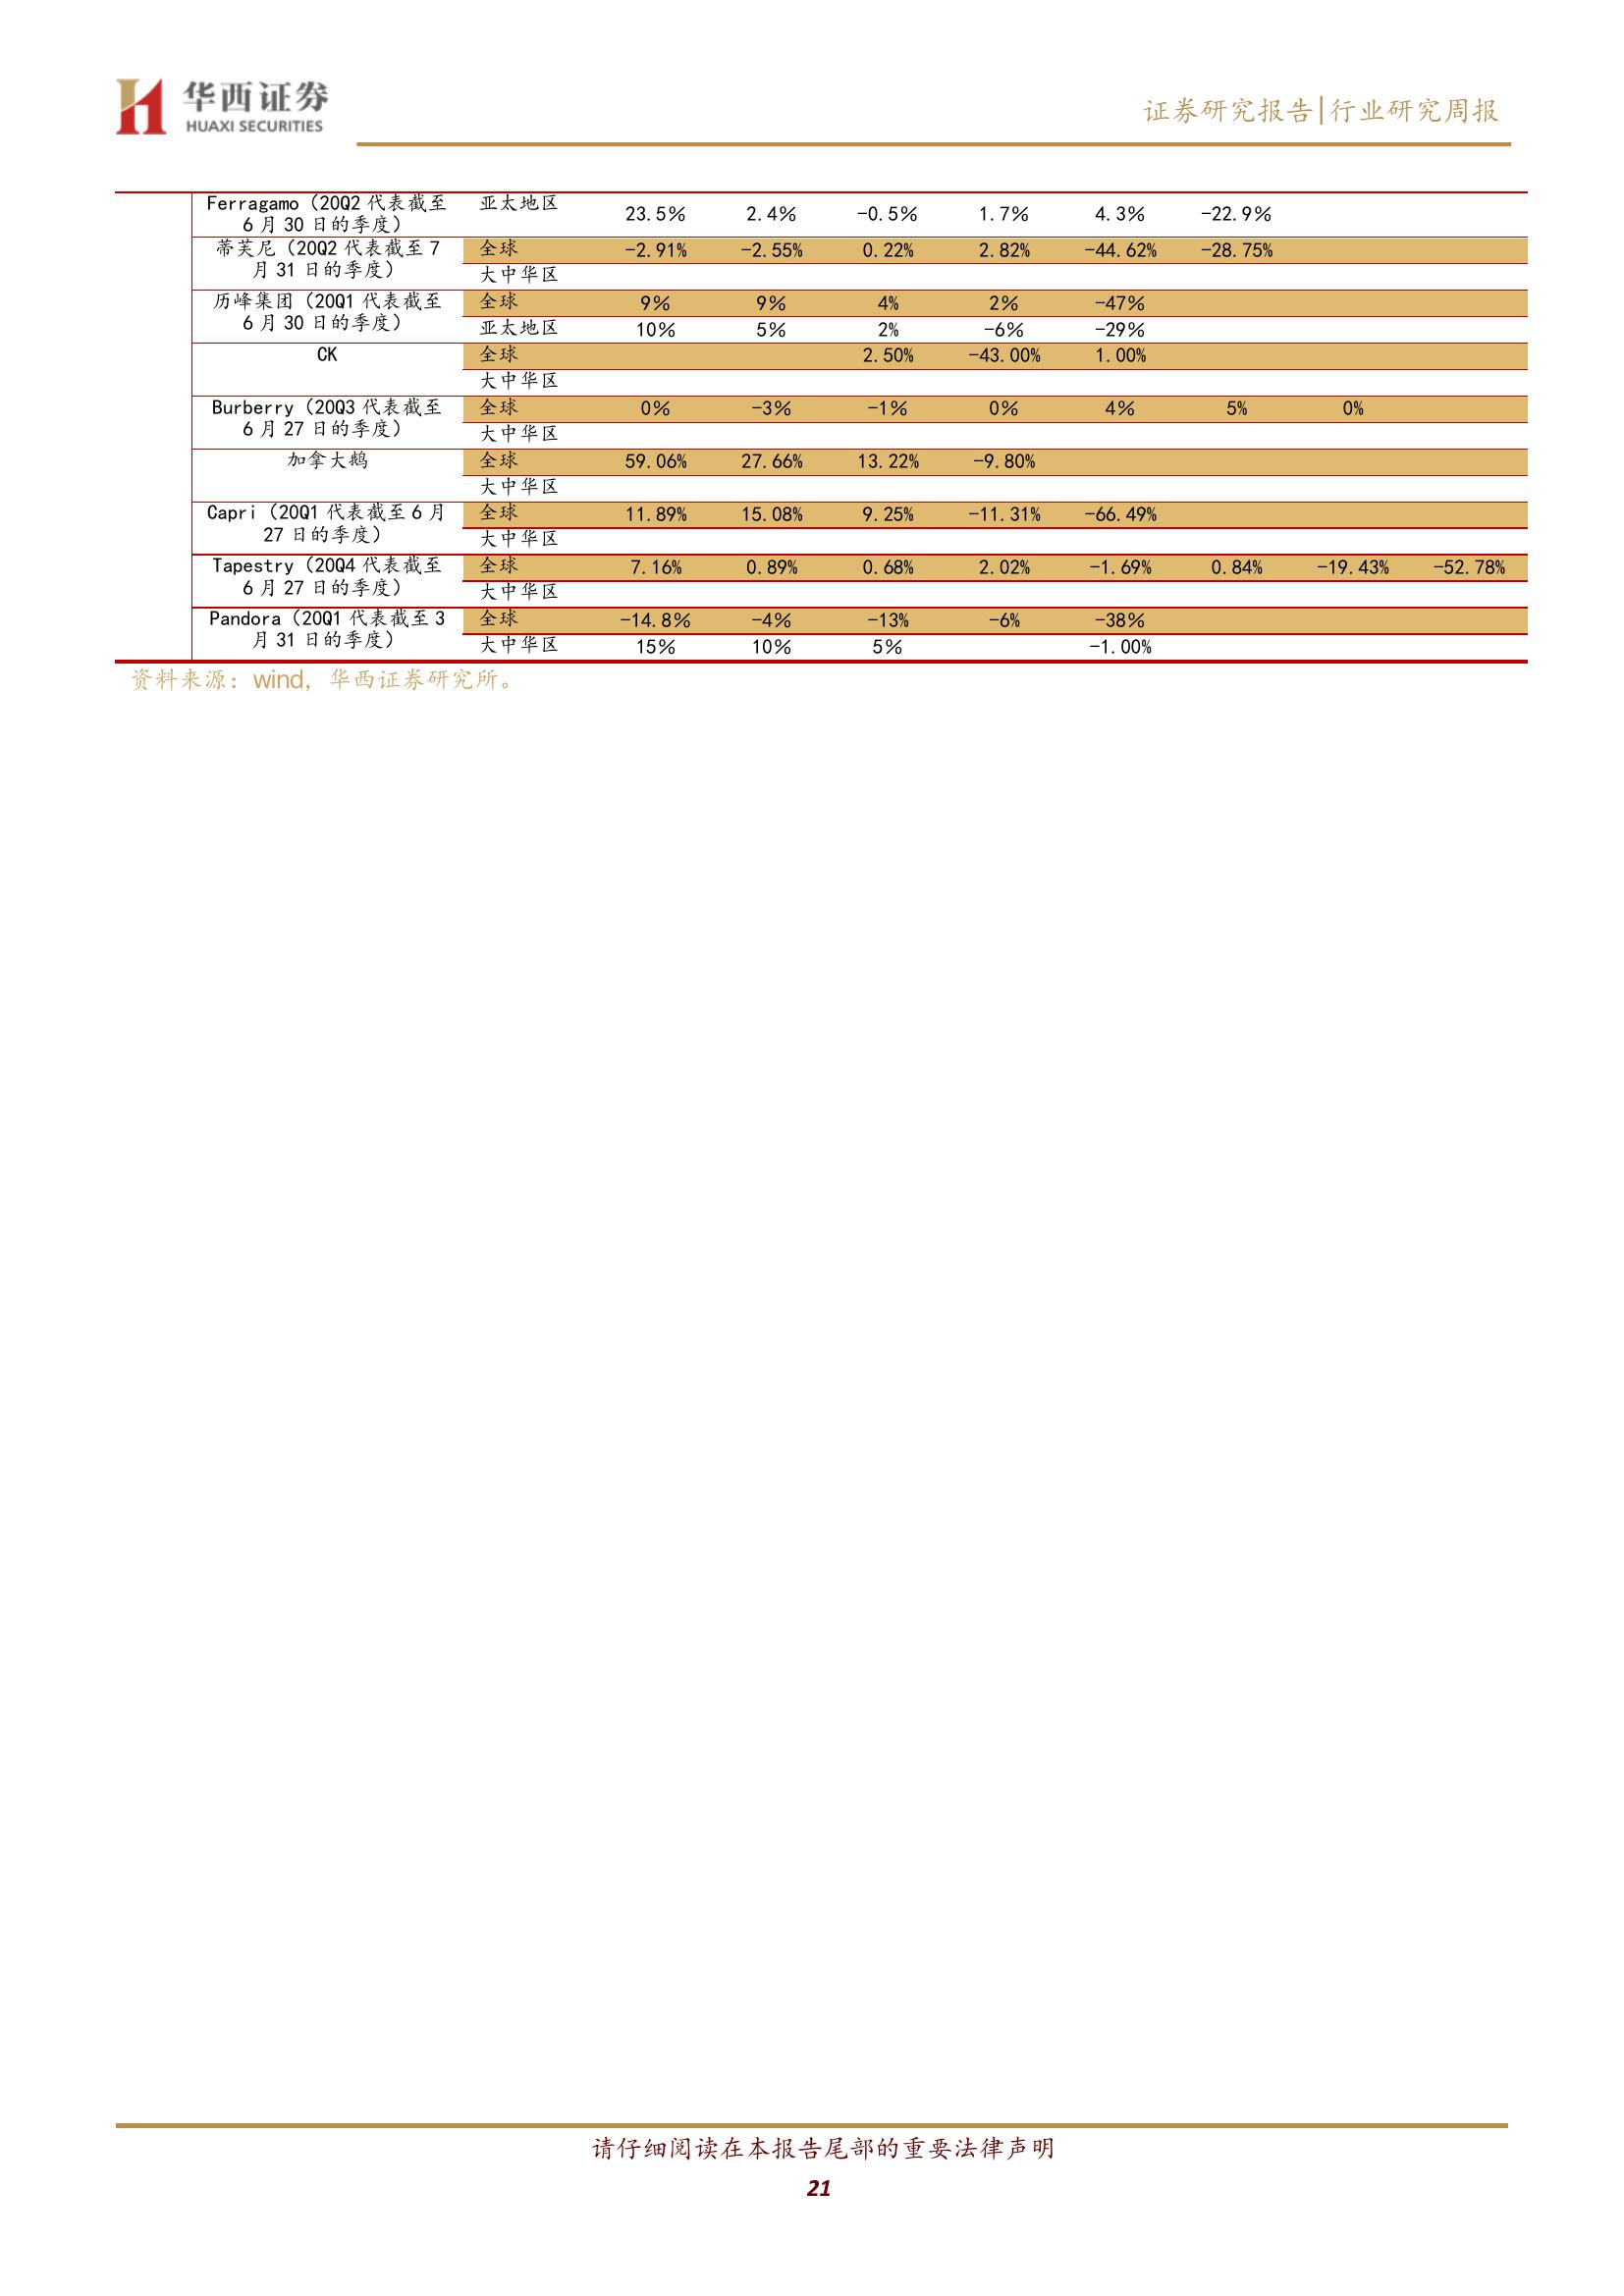 华西证券
HUAXI SECURITIES
证券研究报告|行业研究周报
Ferragamo（20Q2 代表截至
6 月 30 日的季度）
亚太地区 23.5% 2.4% -0.5% 1.7% 4.3% -22.9%
蒂芙尼（20Q2 代表截至 7
月 31 日的季度）
全球 -2.91% -2.55% 0.22% 2.82% -44.62% -28.75%
大中华区
历峰集团（20Q1 代表截至
6 月 30 日的季度）
全球 9% 9% 4% 2% -47%
亚太地区 10% 5% 2% -6% -29%
CK
全球 2.50% -43.00% 1.00%
大中华区
Burberry（20Q3 代表截至
6 月 27 日的季度）
全球 0% -3% -1% 0% 4% 5% 0%
大中华区
加拿大鹅
全球 59.06% 27.66% 13.22% -9.80%
大中华区
Capri（20Q1 代表截至 6 月
27 日的季度）
全球 11.89% 15.08% 9.25% -11.31% -66.49%
大中华区
Tapestry（20Q4 代表截至
6 月 27 日的季度）
全球 7.16% 0.89% 0.68% 2.02% -1.69% 0.84% -19.43% -52.78%
大中华区
Pandora（20Q1 代表截至 3
月 31 日的季度）
全球 -14.8% -4% -13% -6% -38%
大中华区 15% 10% 5% -1.00%
资料来源：wind，华西证券研究所。
请仔细阅读在本报告尾部的重要法律声明
21